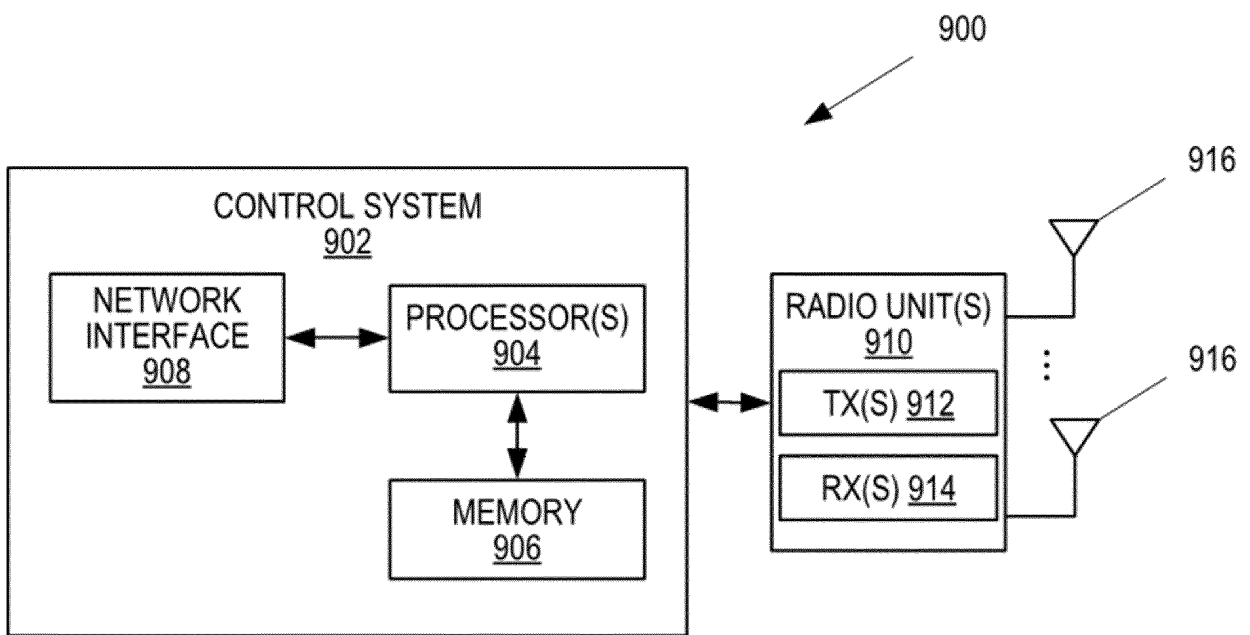 900
916
CONTROL SYSTEM
902
NETWORK
INTERFACE
908
PROCESSOR(S)
904
MEMORY
906
RADIO UNIT(S)
910
TX(S) 912
RX(S) 914
916